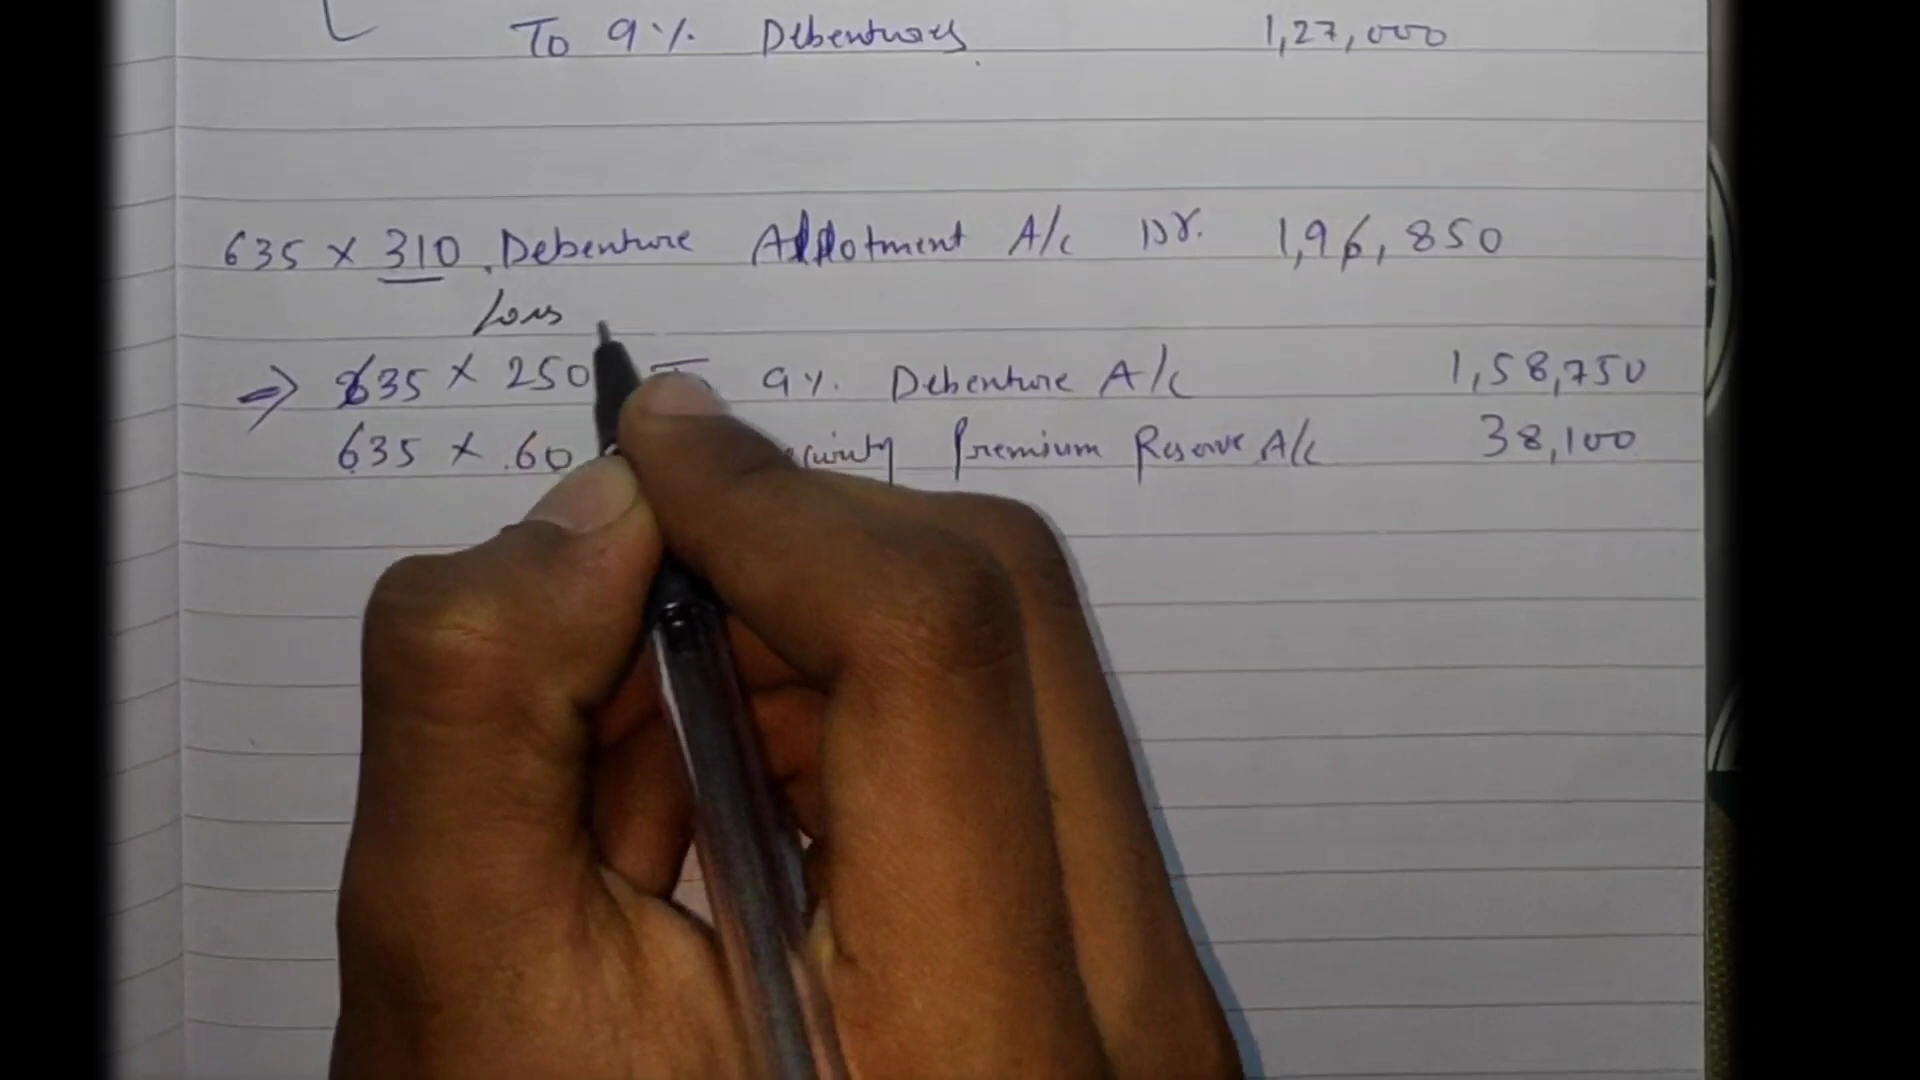 To 9% Debentures 1,27,000
635 × 310 Debenture Allotment A/c Dr. 1,96,850
Loss
⇒ 635 × 250 To 9% Debenture A/c 1,58,750
635 × 60 Premium Reserve A/c 38,100